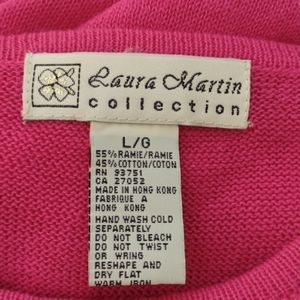 Laura Martin
collection
L/G
55% RAMIE/RAMIE
45% COTTON/COTON
RN 93751
CA 27052
MADE IN HONG KONG
FABRIQUE A
HONG KONG
HAND WASH COLD
SEPARATELY
DO NOT BLEACH
DO NOT TWIST
OR WRING
RESHAPE AND
DRY FLAT
WARM IRON